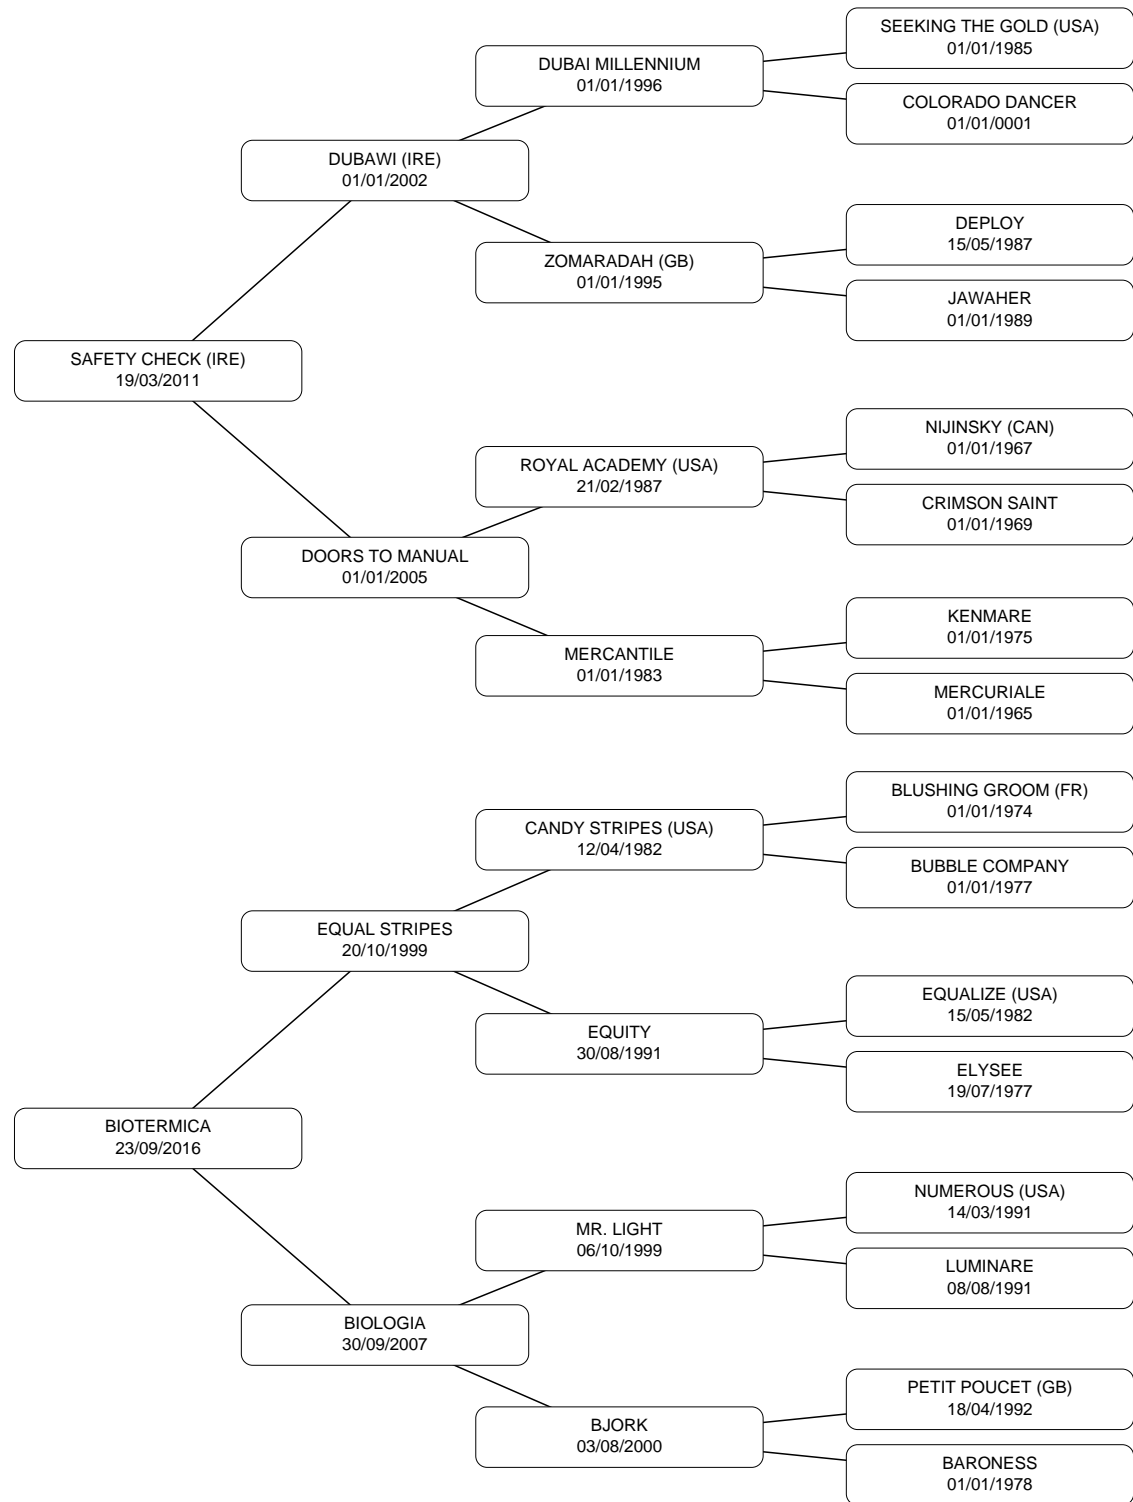 SEEKING THE GOLD (USA)
01/01/1985
DUBAI MILLENNIUM
01/01/1996
COLORADO DANCER
01/01/0001
DUBAWI (IRE)
01/01/2002
DEPLOY
15/05/1987
ZOMARADAH (GB)
01/01/1995
JAWAHER
01/01/1989
SAFETY CHECK (IRE)
19/03/2011
NIJINSKY (CAN)
01/01/1967
ROYAL ACADEMY (USA)
21/02/1987
CRIMSON SAINT
01/01/1969
DOORS TO MANUAL
01/01/2005
KENMARE
01/01/1975
MERCANTILE
01/01/1983
MERCURIALE
01/01/1965
BLUSHING GROOM (FR)
01/01/1974
CANDY STRIPES (USA)
12/04/1982
BUBBLE COMPANY
01/01/1977
EQUAL STRIPES
20/10/1999
EQUALIZE (USA)
15/05/1982
EQUITY
30/08/1991
ELYSEE
19/07/1977
BIOTERMICA
23/09/2016
NUMEROUS (USA)
14/03/1991
MR. LIGHT
06/10/1999
LUMINARE
08/08/1991
BIOLOGIA
30/09/2007
PETIT POUCET (GB)
18/04/1992
BJORK
03/08/2000
BARONESS
01/01/1978